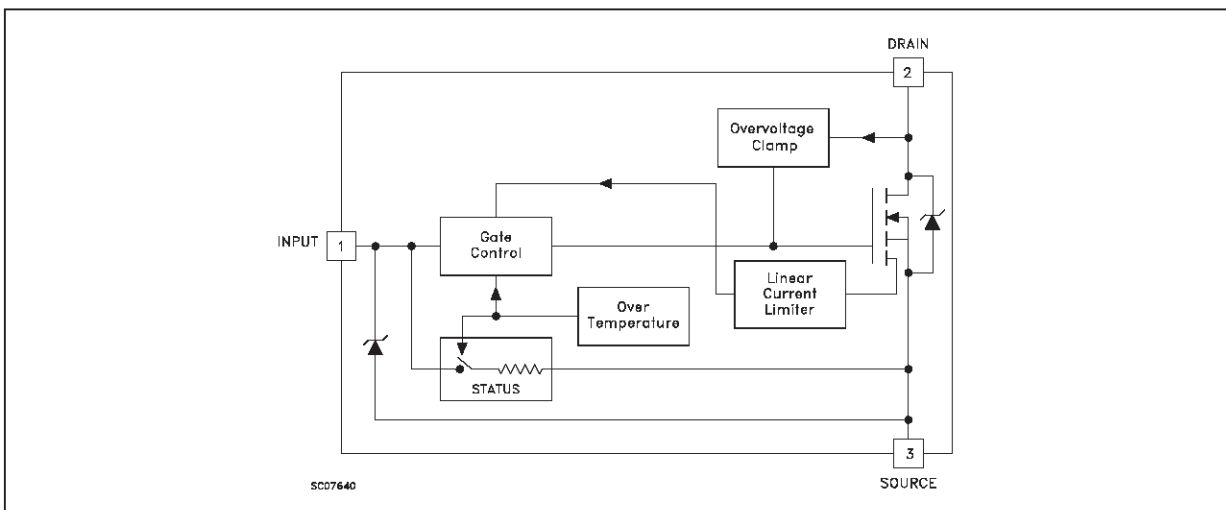 DRAIN
2
Overvoltage
Clamp
INPUT
1
Gate
Control
Linear
Current
Limiter
Over
Temperature
STATUS
3
SOURCE
SC07640